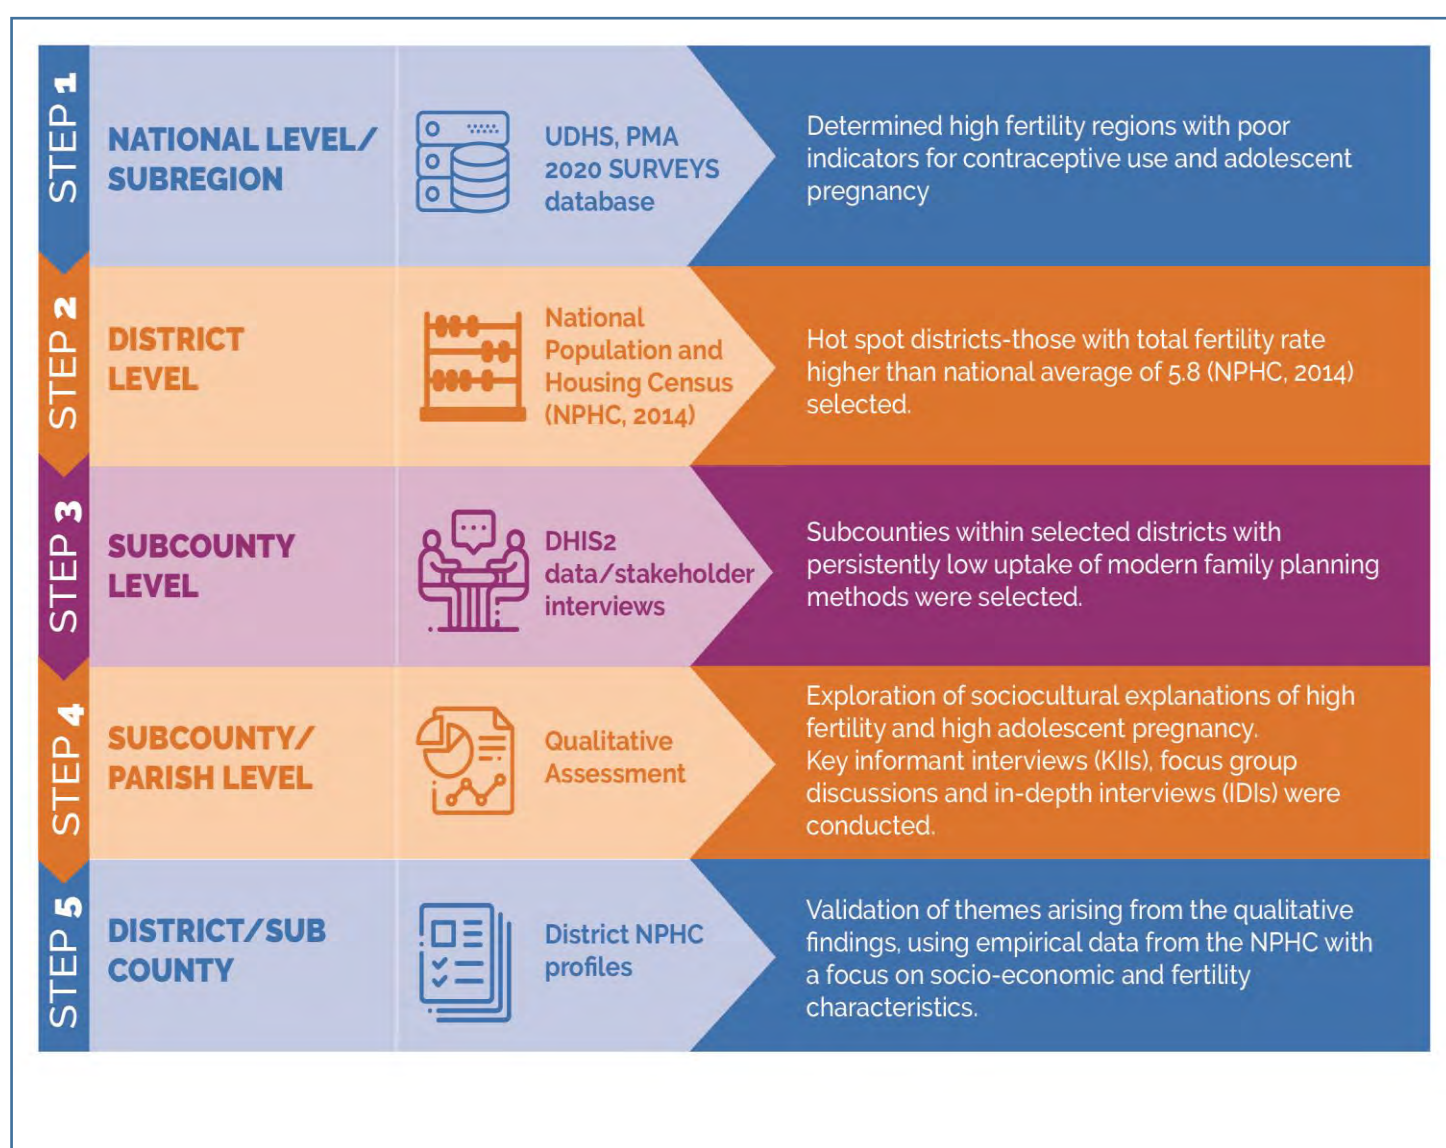 STEP 1
NATIONAL LEVEL/
SUBREGION
UDHS, PMA
2020 SURVEYS
database
Determined high fertility regions with poor
indicators for contraceptive use and adolescent
pregnancy
STEP 2
DISTRICT
LEVEL
National
Population and
Housing Census
(NPHC, 2014)
Hot spot districts-those with total fertility rate
higher than national average of 5.8 (NPHC, 2014)
selected.
STEP 3
SUBCOUNTY
LEVEL
DHIS2
data/stakeholder
interviews
Subcounties within selected districts with
persistently low uptake of modern family planning
methods were selected.
STEP 4
SUBCOUNTY/
PARISH LEVEL
Qualitative
Assessment
Exploration of sociocultural explanations of high
fertility and high adolescent pregnancy.
Key informant interviews (KIIs), focus group
discussions and in-depth interviews (IDIs) were
conducted.
STEP 5
DISTRICT/SUB
COUNTY
District NPHC
profiles
Validation of themes arising from the qualitative
findings, using empirical data from the NPHC with
a focus on socio-economic and fertility
characteristics.